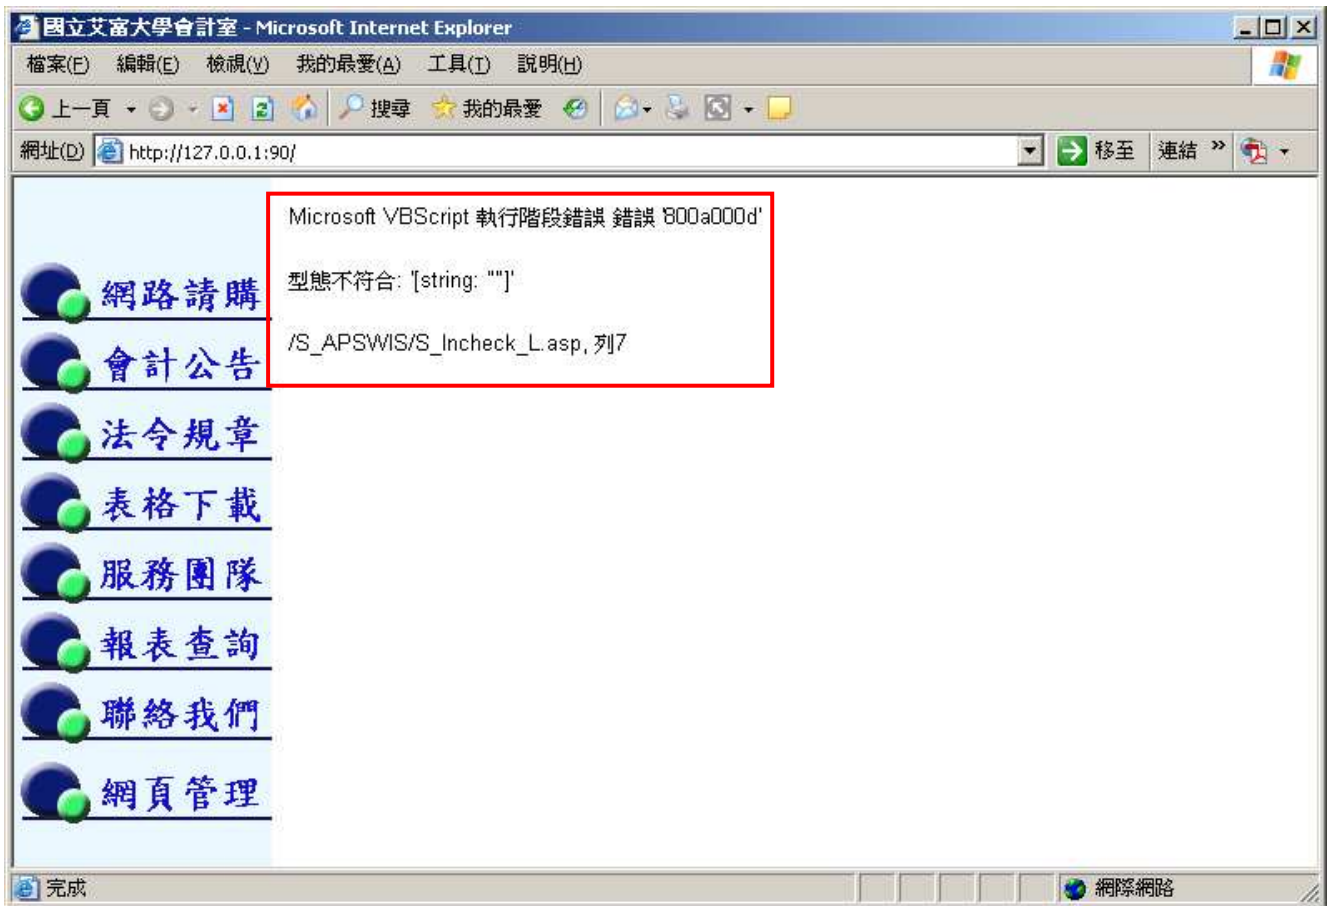 國立艾富大學會計室 - Microsoft Internet Explorer
檔案(F) 編輯(E) 檢視(V) 我的最愛(A) 工具(T) 說明(H)
上一頁 搜尋 我的最愛
網址(D) http://127.0.0.1:90/ 移至 連結 »
Microsoft VBScript 執行階段錯誤 錯誤 '800a000d'
型態不符合: '[string: ""]'
/S_APSWIS/S_Incheck_L.asp, 列7
網路請購
會計公告
法令規章
表格下載
服務團隊
報表查詢
聯絡我們
網頁管理
完成 網際網路